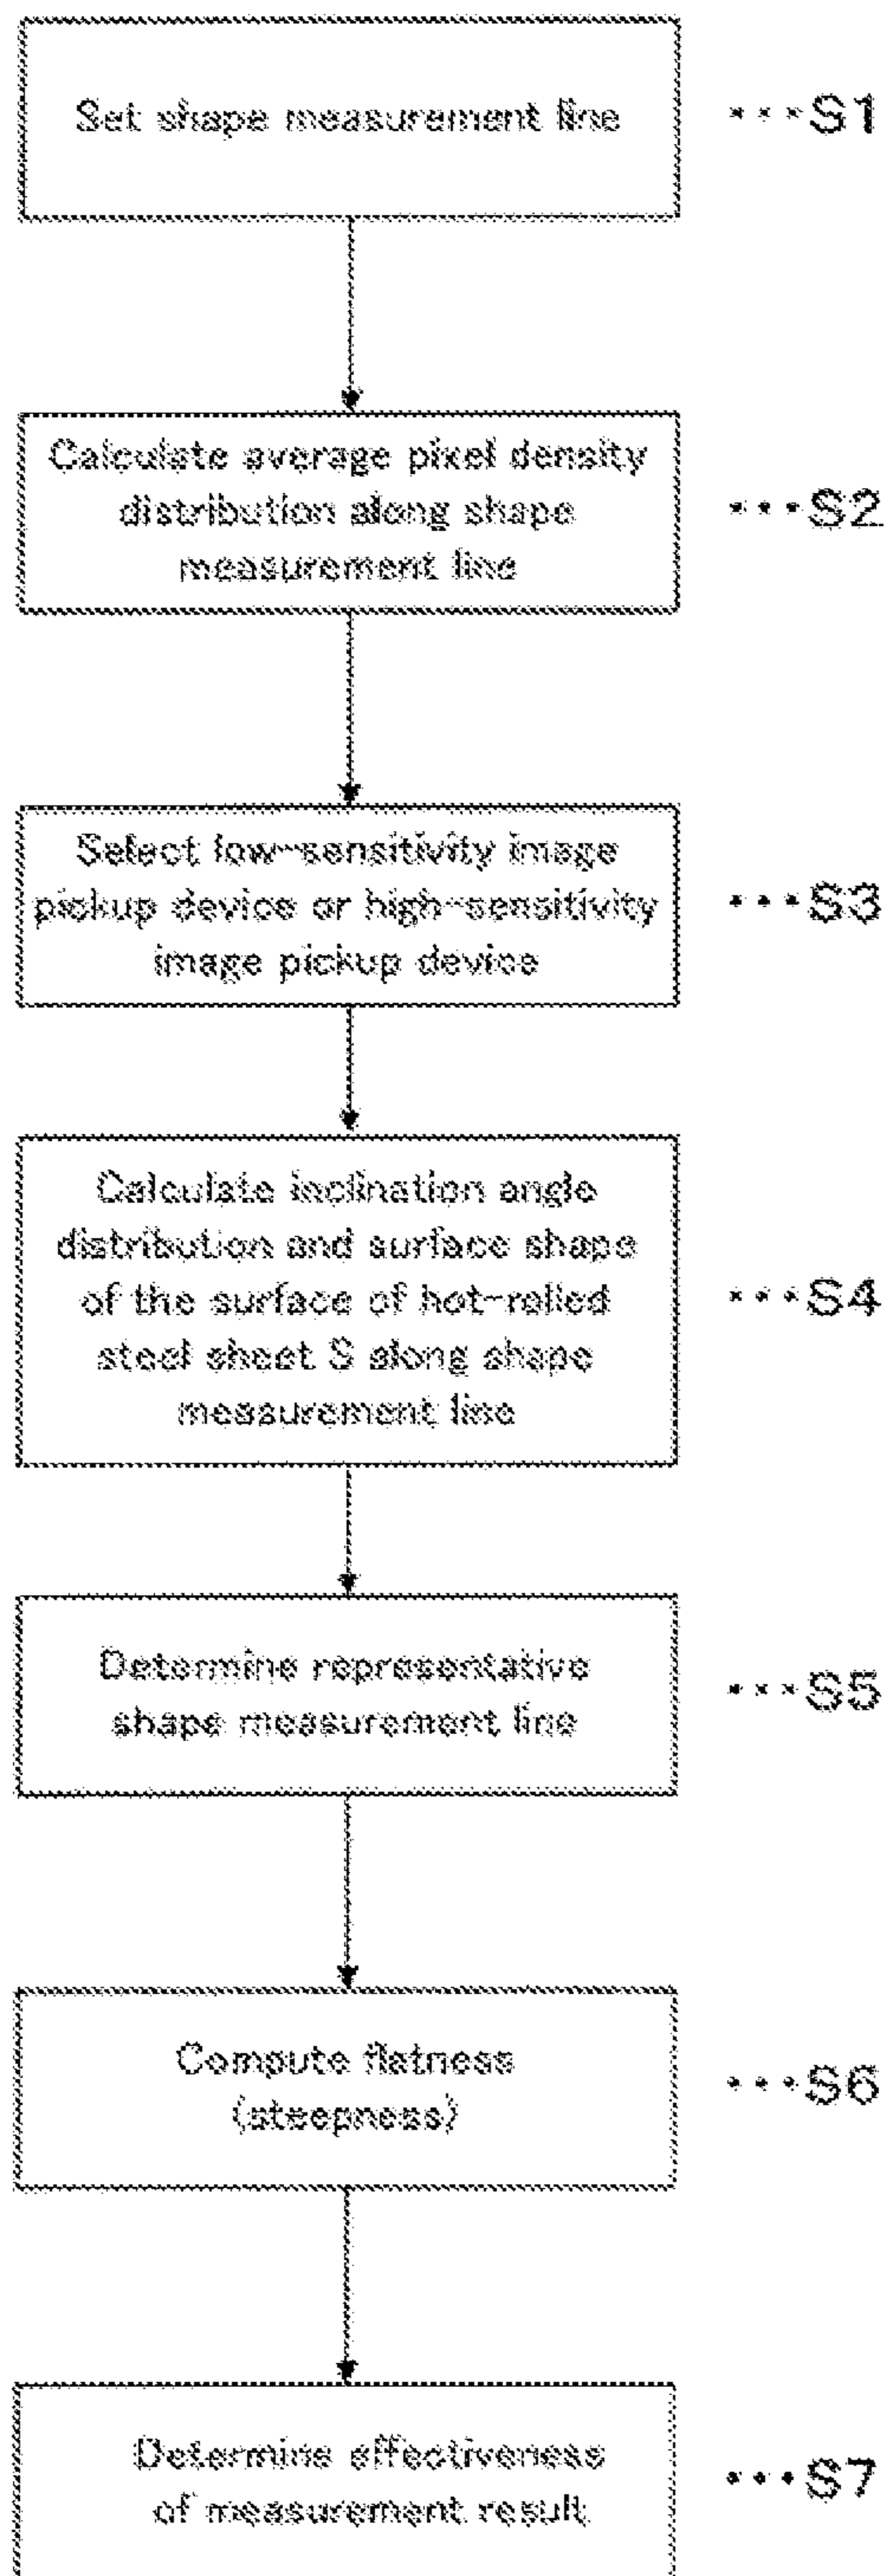 Set shape measurement line
···S1
Calculate average pixel density
distribution along shape
measurement line
···S2
Select low-sensitivity image
pickup device or high-sensitivity
image pickup device
···S3
Calculate inclination angle
distribution and surface shape
of the surface of hot-rolled
steel sheet S along shape
measurement line
···S4
Determine representative
shape measurement line
···S5
Compute flatness
(steepness)
···S6
Determine effectiveness
of measurement result
···S7